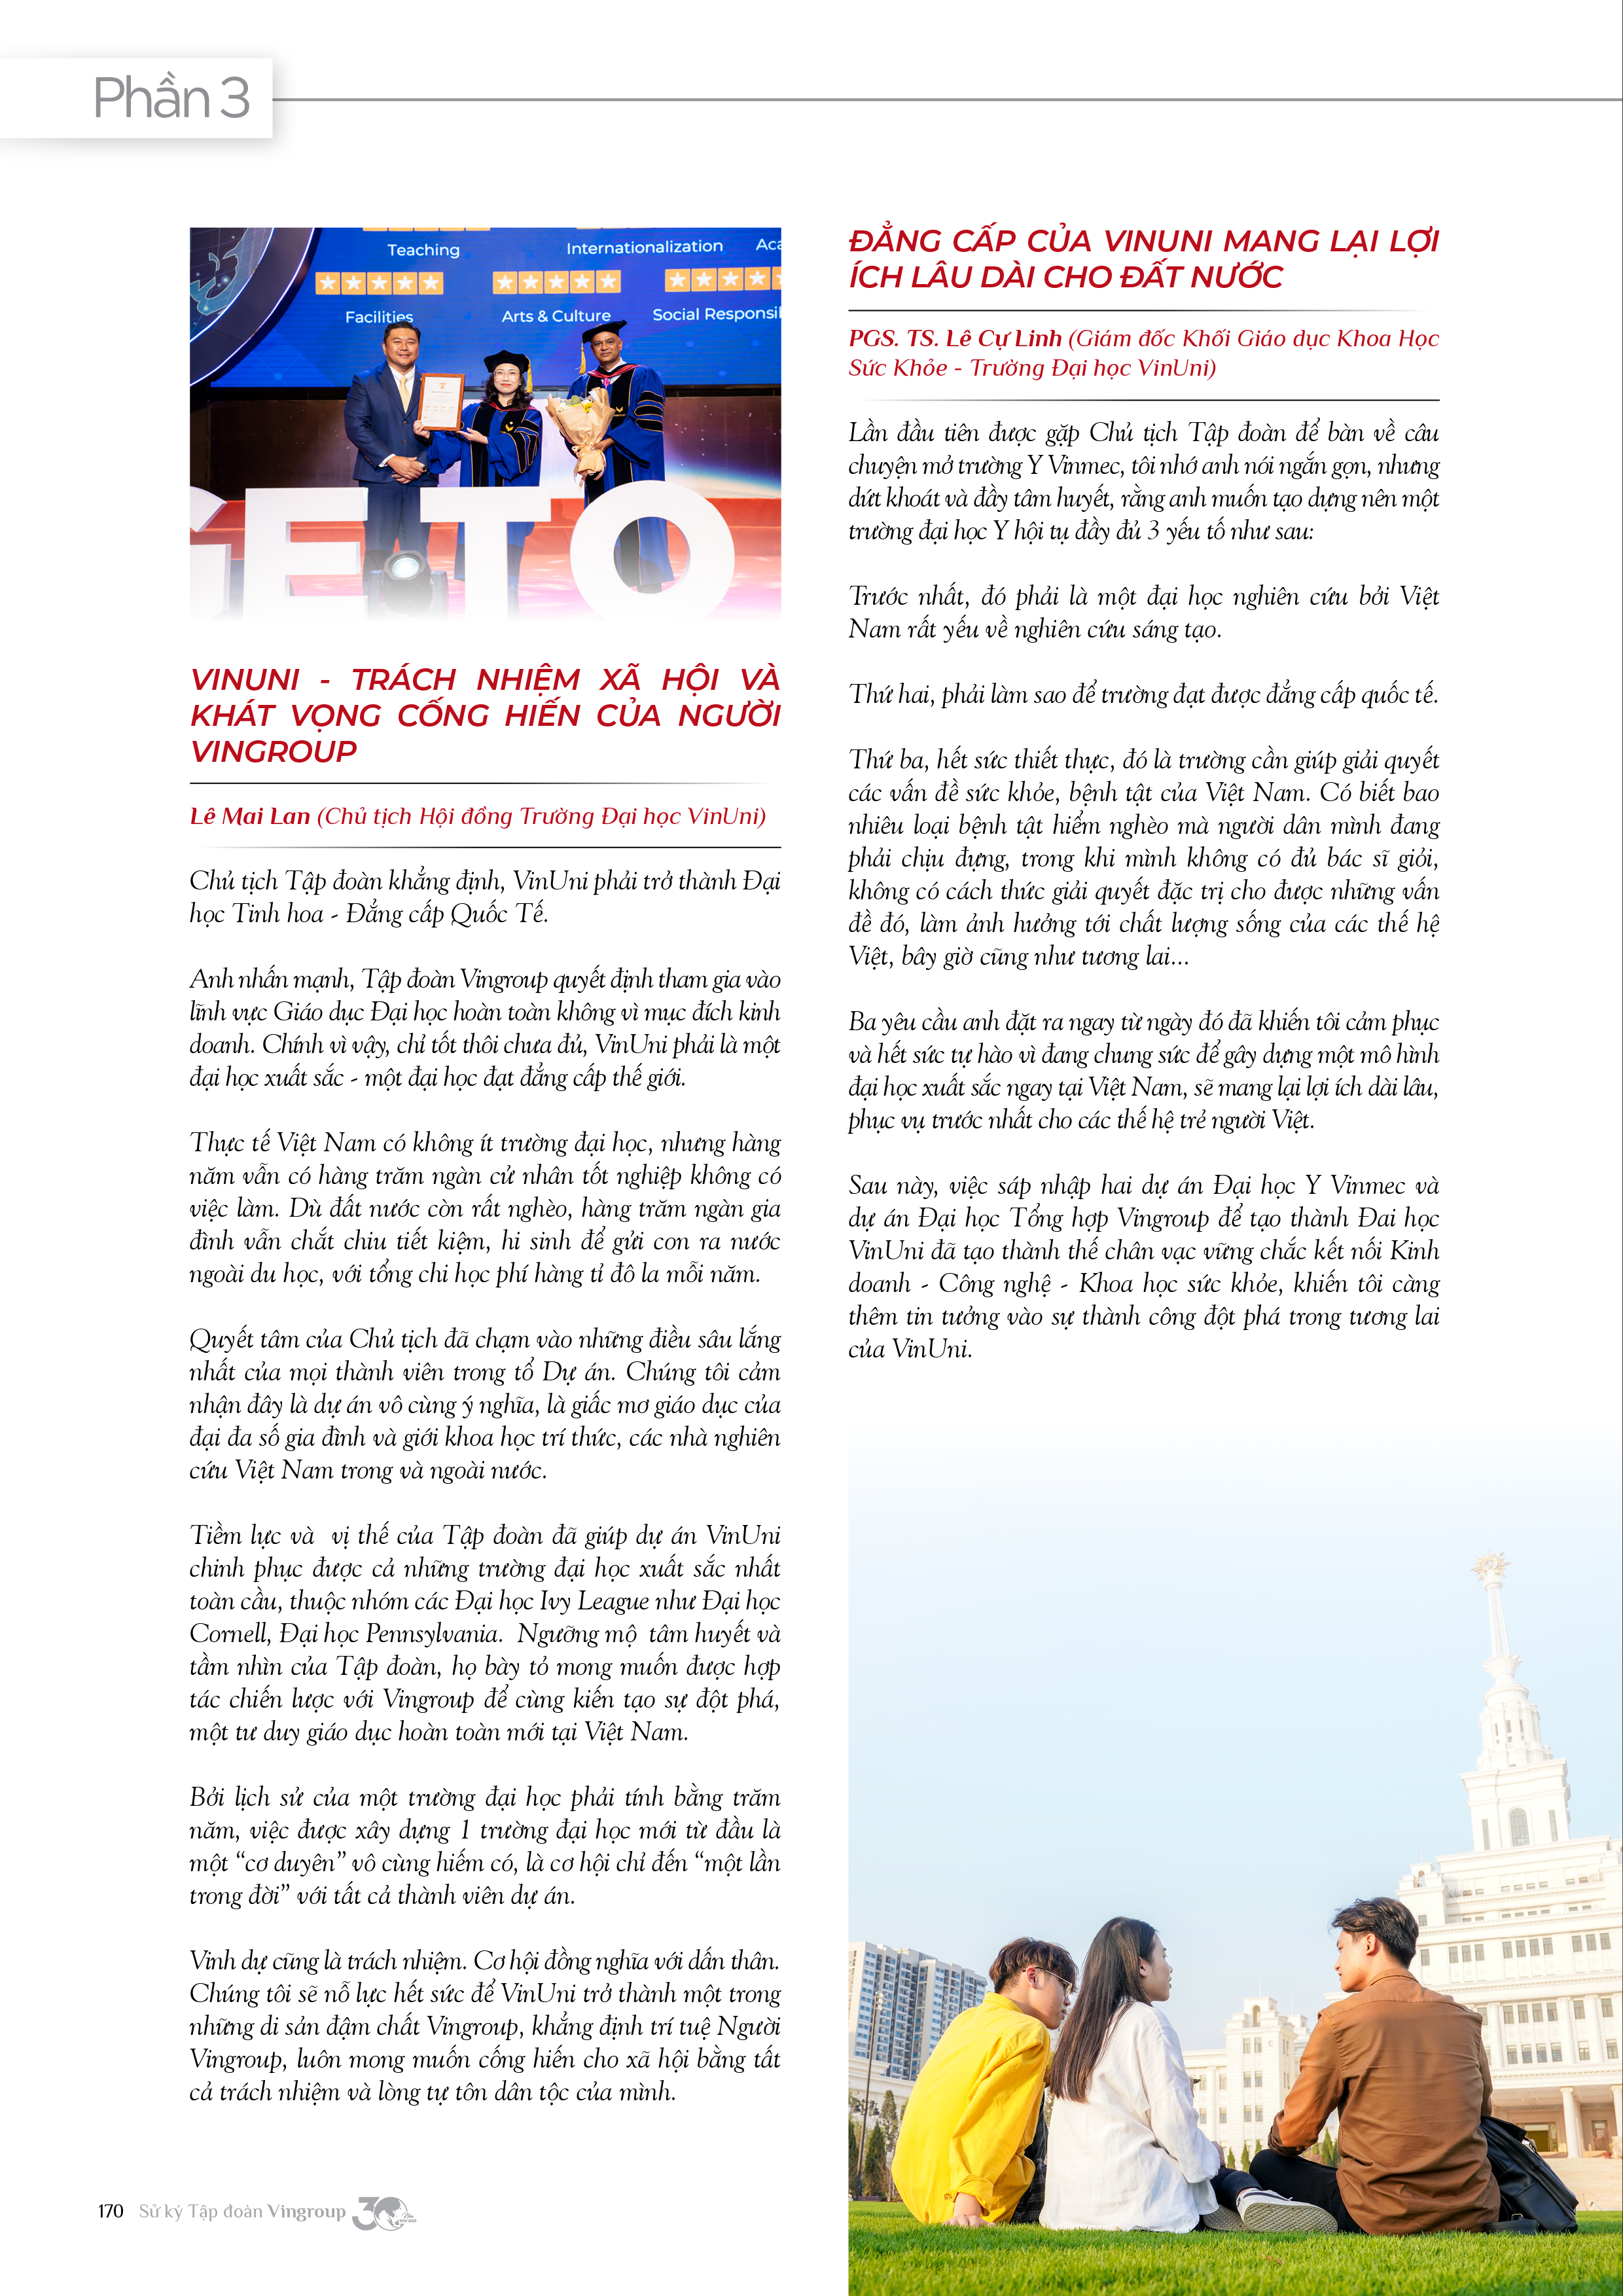 Phần 3
Teaching
Internationalization
Facilities
Arts & Culture
VINUNI - TRÁCH NHIỆM XÃ HỘI VÀ
KHÁT VỌNG CỐNG HIẾN CỦA NGƯỜI
VINGROUP
Lê Mai Lan (Chủ tịch Hội đồng Trường Đại học VinUni)
Chủ tịch Tập đoàn khẳng định, VinUni phải trở thành Đại
học Tinh hoa - Đẳng cấp Quốc Tế.
Anh nhấn mạnh, Tập đoàn Vingroup quyết định tham gia vào
lĩnh vực Giáo dục Đại học hoàn toàn không vì mục đích kinh
doanh. Chính vì vậy, chỉ tốt thôi chưa đủ, VinUni phải là một
đại học xuất sắc - một đại học đạt đẳng cấp thế giới.
Thực tế Việt Nam có không ít trường đại học, nhưng hàng
năm vẫn có hàng trăm ngàn cử nhân tốt nghiệp không có
việc làm. Dù đất nước còn rất nghèo, hàng trăm ngàn gia
đình vẫn chắt chiu tiết kiệm, hi sinh để gửi con ra nước
ngoài du học, với tổng chi học phí hàng tỉ đô la mỗi năm.
Quyết tâm của Chủ tịch đã chạm vào những điều sâu lắng
nhất của mọi thành viên trong tổ Dự án. Chúng tôi cảm
nhận đây là dự án vô cùng ý nghĩa, là giấc mơ giáo dục của
đại đa số gia đình và giới khoa học trí thức, các nhà nghiên
cứu Việt Nam trong và ngoài nước.
Tiềm lực và vị thế của Tập đoàn đã giúp dự án VinUni
chinh phục được cả những trường đại học xuất sắc nhất
toàn cầu, thuộc nhóm các Đại học Ivy League như Đại học
Cornell, Đại học Pennsylvania. Ngưỡng mộ tâm huyết và
tầm nhìn của Tập đoàn, họ bày tỏ mong muốn được hợp
tác chiến lược với Vingroup để cùng kiến tạo sự đột phá,
một tư duy giáo dục hoàn toàn mới tại Việt Nam.
Bởi lịch sử của một trường đại học phải tính bằng trăm
năm, việc được xây dựng 1 trường đại học mới từ đầu là
một “cơ duyên” vô cùng hiếm có, là cơ hội chỉ đến “một lần
trong đời” với tất cả thành viên dự án.
Vinh dự cũng là trách nhiệm. Cơ hội đồng nghĩa với dấn thân.
Chúng tôi sẽ nỗ lực hết sức để VinUni trở thành một trong
những di sản đậm chất Vingroup, khẳng định trí tuệ Người
Vingroup, luôn mong muốn cống hiến cho xã hội bằng tất
cả trách nhiệm và lòng tự tôn dân tộc của mình.
ĐẲNG CẤP CỦA VINUNI MANG LẠI LỢI
ÍCH LÂU DÀI CHO ĐẤT NƯỚC
PGS. TS. Lê Cự Linh (Giám đốc Khối Giáo dục Khoa Học
Sức Khỏe - Trường Đại học VinUni)
Lần đầu tiên được gặp Chủ tịch Tập đoàn để bàn về câu
chuyện mở trường Y Vinmec, tôi nhớ anh nói ngắn gọn, nhưng
dứt khoát và đầy tâm huyết, rằng anh muốn tạo dựng nên một
trường đại học Y hội tụ đầy đủ 3 yếu tố như sau:
Trước nhất, đó phải là một đại học nghiên cứu bởi Việt
Nam rất yếu về nghiên cứu sáng tạo.
Thứ hai, phải làm sao để trường đạt được đẳng cấp quốc tế.
Thứ ba, hết sức thiết thực, đó là trường cần giúp giải quyết
các vấn đề sức khỏe, bệnh tật của Việt Nam. Có biết bao
nhiêu loại bệnh tật hiểm nghèo mà người dân mình đang
phải chịu đựng, trong khi mình không có đủ bác sĩ giỏi,
không có cách thức giải quyết đặc trị cho được những vấn
đề đó, làm ảnh hưởng tới chất lượng sống của các thế hệ
Việt, bây giờ cũng như tương lai...
Ba yêu cầu anh đặt ra ngay từ ngày đó đã khiến tôi cảm phục
và hết sức tự hào vì đang chung sức để gây dựng một mô hình
đại học xuất sắc ngay tại Việt Nam, sẽ mang lại lợi ích dài lâu,
phục vụ trước nhất cho các thế hệ trẻ người Việt.
Sau này, việc sáp nhập hai dự án Đại học Y Vinmec và
dự án Đại học Tổng hợp Vingroup để tạo thành Đai học
VinUni đã tạo thành thế chân vạc vững chắc kết nối Kinh
doanh - Công nghệ - Khoa học sức khỏe, khiến tôi càng
thêm tin tưởng vào sự thành công đột phá trong tương lai
của VinUni.
170 Sử ký Tập đoàn Vingroup 30